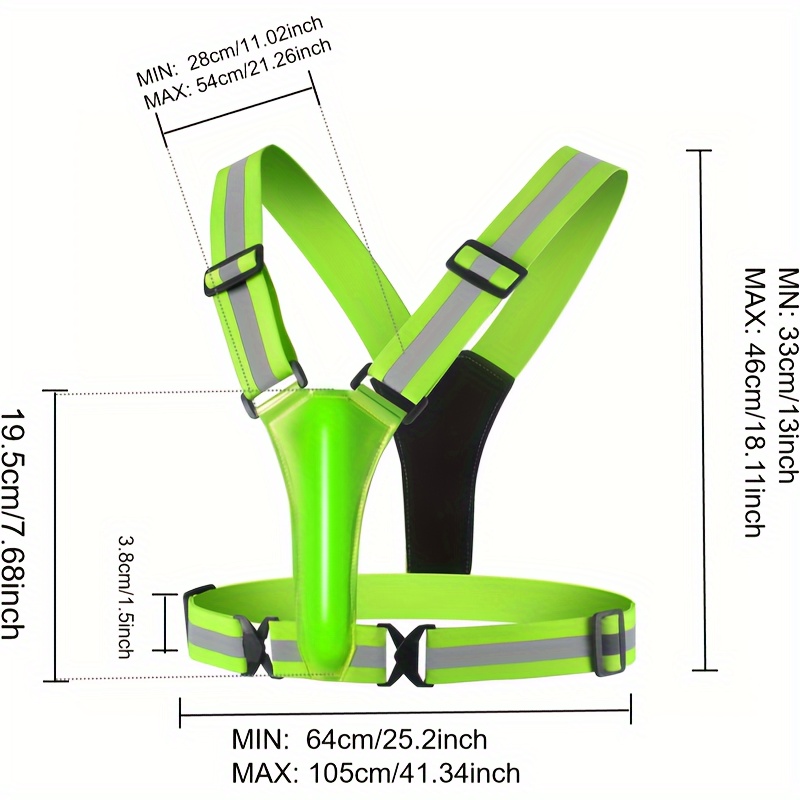 MIN: 28cm/11.02inch
MAX: 54cm/21.26inch
MIN: 33cm/13inch
MAX: 46cm/18.11inch
19.5cm/7.68inch
3.8cm/1.5inch
MIN: 64cm/25.2inch
MAX: 105cm/41.34inch